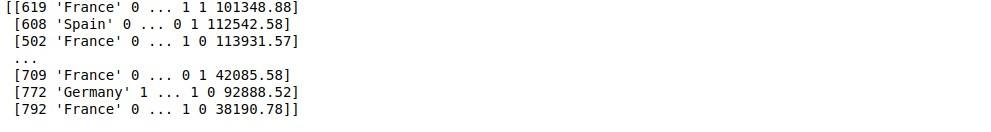 [[619 'France' 0 ... 1 1 101348.88]
 [608 'Spain' 0 ... 0 1 112542.58]
 [502 'France' 0 ... 1 0 113931.57]
 ...
 [709 'France' 0 ... 0 1 42085.58]
 [772 'Germany' 1 ... 1 0 92888.52]
 [792 'France' 0 ... 1 0 38190.78]]